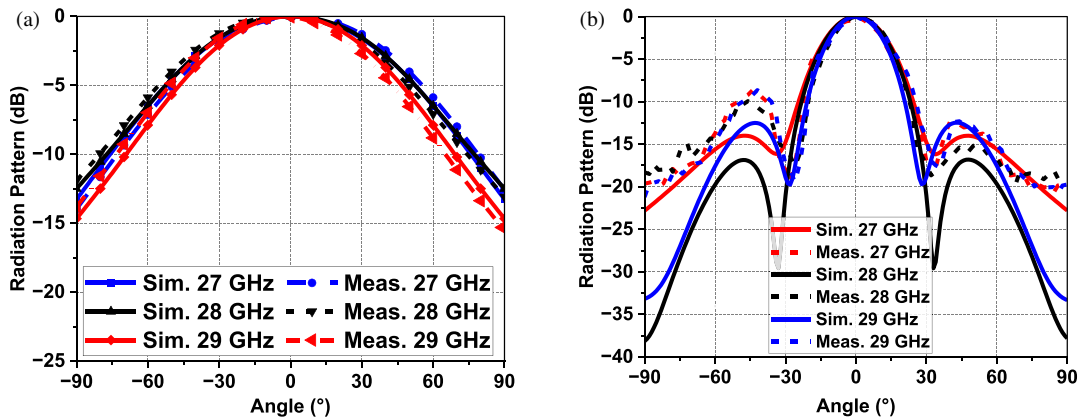 (a)
Radiation Pattern (dB)
0
−5
−10
−15
−20
−25
Sim. 27 GHz
Meas. 27 GHz
Sim. 28 GHz
Meas. 28 GHz
Sim. 29 GHz
Meas. 29 GHz
−90
−60
−30
0
30
60
90
Angle (°)
(b)
Radiation Pattern (dB)
0
−5
−10
−15
−20
−25
−30
−35
−40
Sim. 27 GHz
Meas. 27 GHz
Sim. 28 GHz
Meas. 28 GHz
Sim. 29 GHz
Meas. 29 GHz
−90
−60
−30
0
30
60
90
Angle (°)